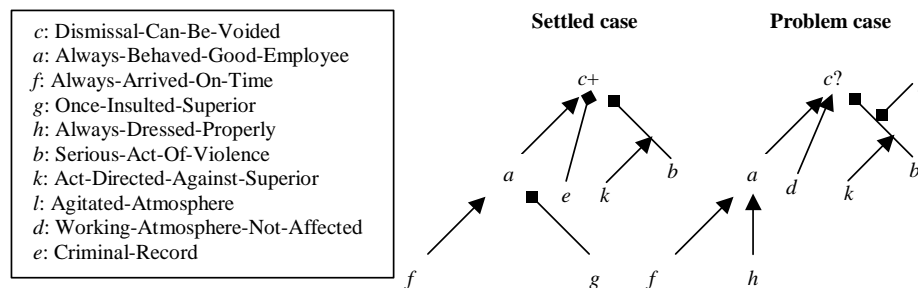 c: Dismissal-Can-Be-Voided
a: Always-Behaved-Good-Employee
f: Always-Arrived-On-Time
g: Once-Insulted-Superior
h: Always-Dressed-Properly
b: Serious-Act-Of-Violence
k: Act-Directed-Against-Superior
l: Agitated-Atmosphere
d: Working-Atmosphere-Not-Affected
e: Criminal-Record
Settled case
c+
a e k b
f g
Problem case
c?
a d k b
f h